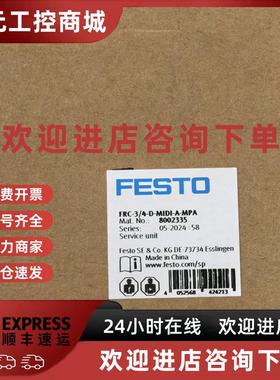 元工控商城
欢迎进店咨询下单
FESTO
FRC-3/4-D-MIDI-A-MPA
Mat. No.: 8002335
Series: 05-2024 :58
Service unit
Festo SE & Co. KG DE-73734 Esslingen
Made in China
www.festo.com/sp
4 052568 424213
免费开票
号齐全
力商家
仓速发
EXPRESS
顺丰速运
24小时在线 欢迎进店
欢迎进店咨询下单